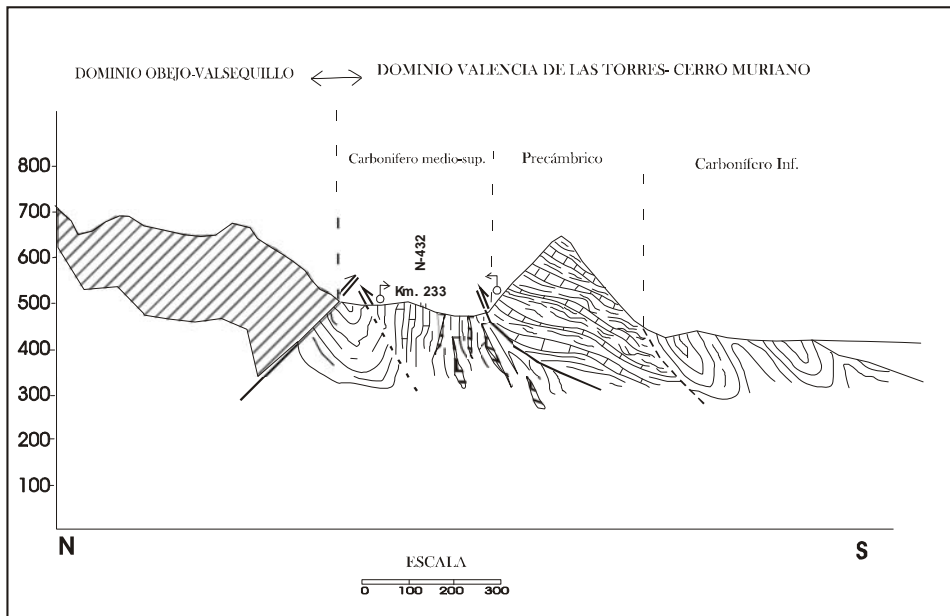 DOMINIO OBEJO-VALSEQUILLO
DOMINIO VALENCIA DE LAS TORRES- CERRO MURIANO
Carbonifero medio-sup.
Precámbrico
Carbonífero Inf.
800
700
600
500
400
300
200
100
N-432
Km. 233
N
S
ESCALA
0 100 200 300